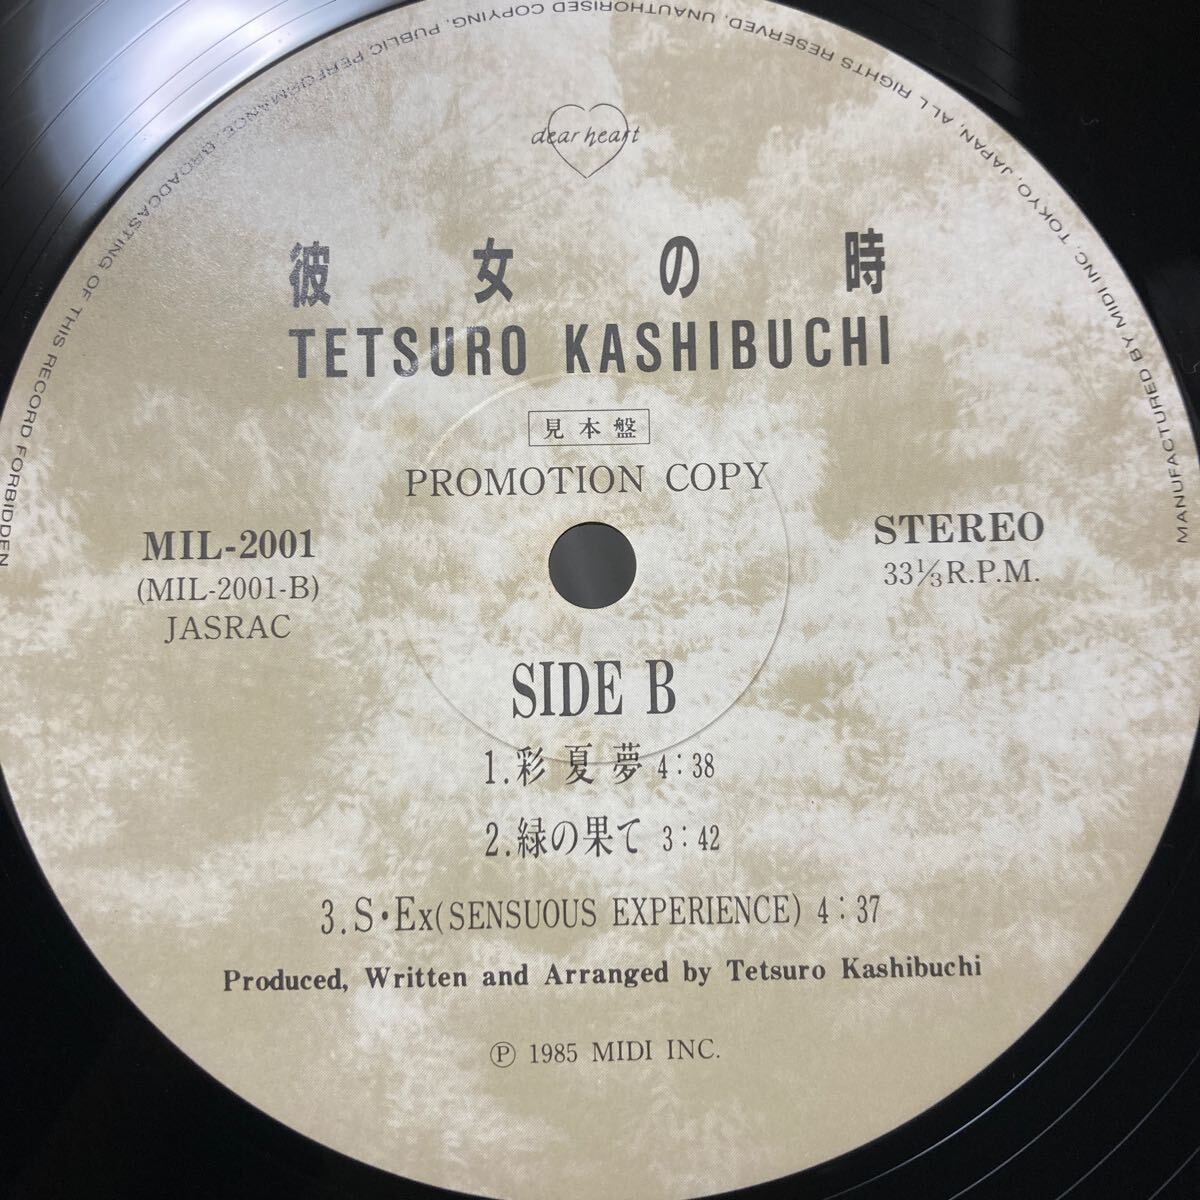 dear heart
彼女の時
TETSURO KASHIBUCHI
見本盤
PROMOTION COPY
MIL-2001
(MIL-2001-B)
JASRAC
STEREO
33⅓R.P.M.
SIDE B
1.彩夏夢 4:38
2.緑の果て 3:42
3.S・Ex(SENSUOUS EXPERIENCE) 4:37
Produced, Written and Arranged by Tetsuro Kashibuchi
Ⓟ 1985 MIDI INC.
MANUFACTURED BY MIDI INC. TOKYO, JAPAN, ALL RIGHTS RESERVED, UNAUTHORISED COPYING, PUBLIC PERFORMANCE, BROADCASTING OF THIS RECORD FORBIDDEN